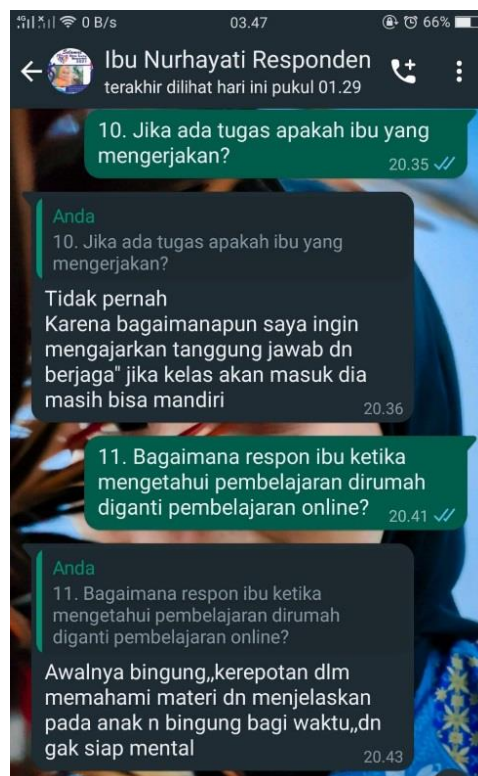 0 B/s 03.47 66%
Ibu Nurhayati Responden
terakhir dilihat hari ini pukul 01.29
10. Jika ada tugas apakah ibu yang
mengerjakan?
20.35
Anda
10. Jika ada tugas apakah ibu yang
mengerjakan?
Tidak pernah
Karena bagaimanapun saya ingin
mengajarkan tanggung jawab dn
berjaga" jika kelas akan masuk dia
masih bisa mandiri
20.36
11. Bagaimana respon ibu ketika
mengetahui pembelajaran dirumah
diganti pembelajaran online?
20.41
Anda
11. Bagaimana respon ibu ketika
mengetahui pembelajaran dirumah
diganti pembelajaran online?
Awalnya bingung,,kerepotan dlm
memahami materi dn menjelaskan
pada anak n bingung bagi waktu,,dn
gak siap mental
20.43